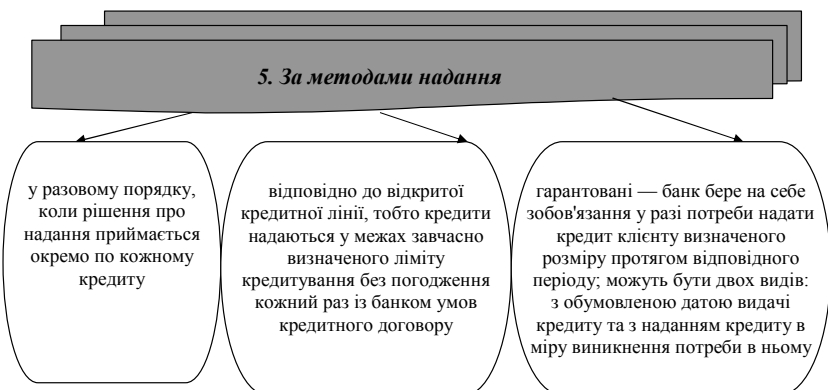 5. За методами надання
у разовому порядку,
коли рішення про
надання приймається
окремо по кожному
кредиту
відповідно до відкритої
кредитної лінії, тобто кредити
надаються у межах завчасно
визначеного ліміту
кредитування без погодження
кожний раз із банком умов
кредитного договору
гарантовані — банк бере на себе
зобов'язання у разі потреби надати
кредит клієнту визначеного
розміру протягом відповідного
періоду; можуть бути двох видів:
з обумовленою датою видачі
кредиту та з наданням кредиту в
міру виникнення потреби в ньому